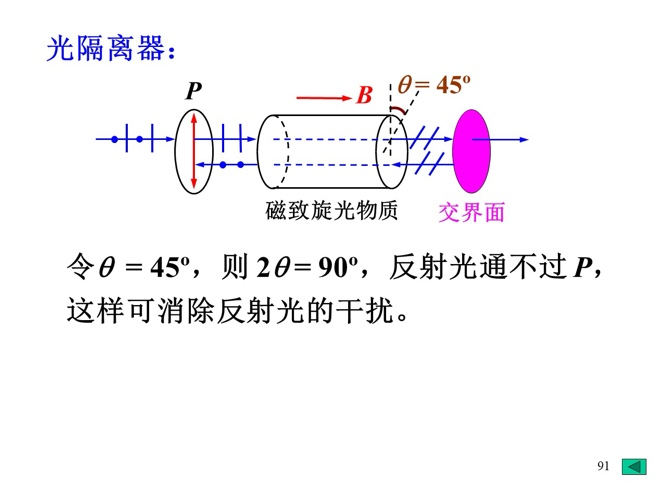 光隔离器：
P
B
θ = 45º
磁致旋光物质
交界面
令θ = 45º，则 2θ = 90º，反射光通不过 P，
这样可消除反射光的干扰。
91